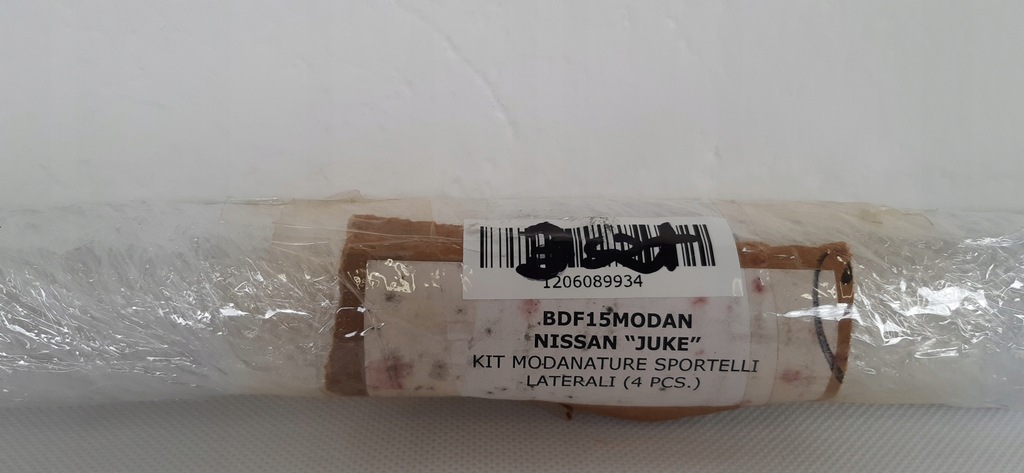 1206089934
BDF15MODAN
NISSAN “JUKE”
KIT MODANATURE SPORTELLI
LATERALI (4 PCS.)